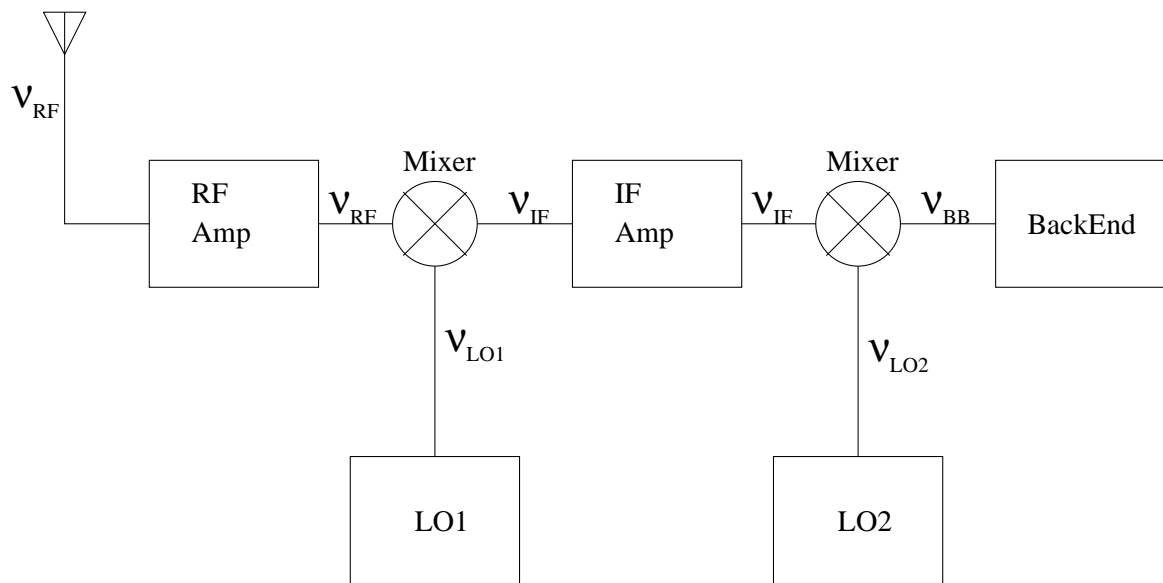 ν_RF
RF
Amp
ν_RF
Mixer
ν_IF
IF
Amp
ν_IF
Mixer
ν_BB
BackEnd
ν_LO1
ν_LO2
LO1
LO2